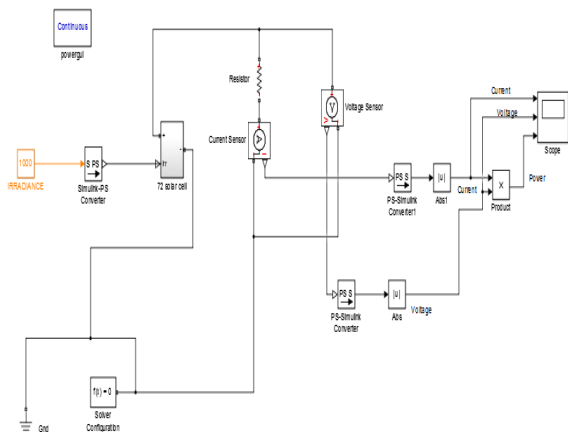 Continuous
powergui
Resistor
Voltage Sensor
Current Sensor
1000
IRRADIANCE
S PS
Simulink-PS
Converter
+
-
Irr
72 solar cell
A
V
PS S
PS-Simulink
Converter1
|u|
Abs1
Current
Current
Voltage
Scope
Power
×
Product
PS S
PS-Simulink
Converter
|u|
Abs
Voltage
f(x) = 0
Solver
Configuration
Gnd